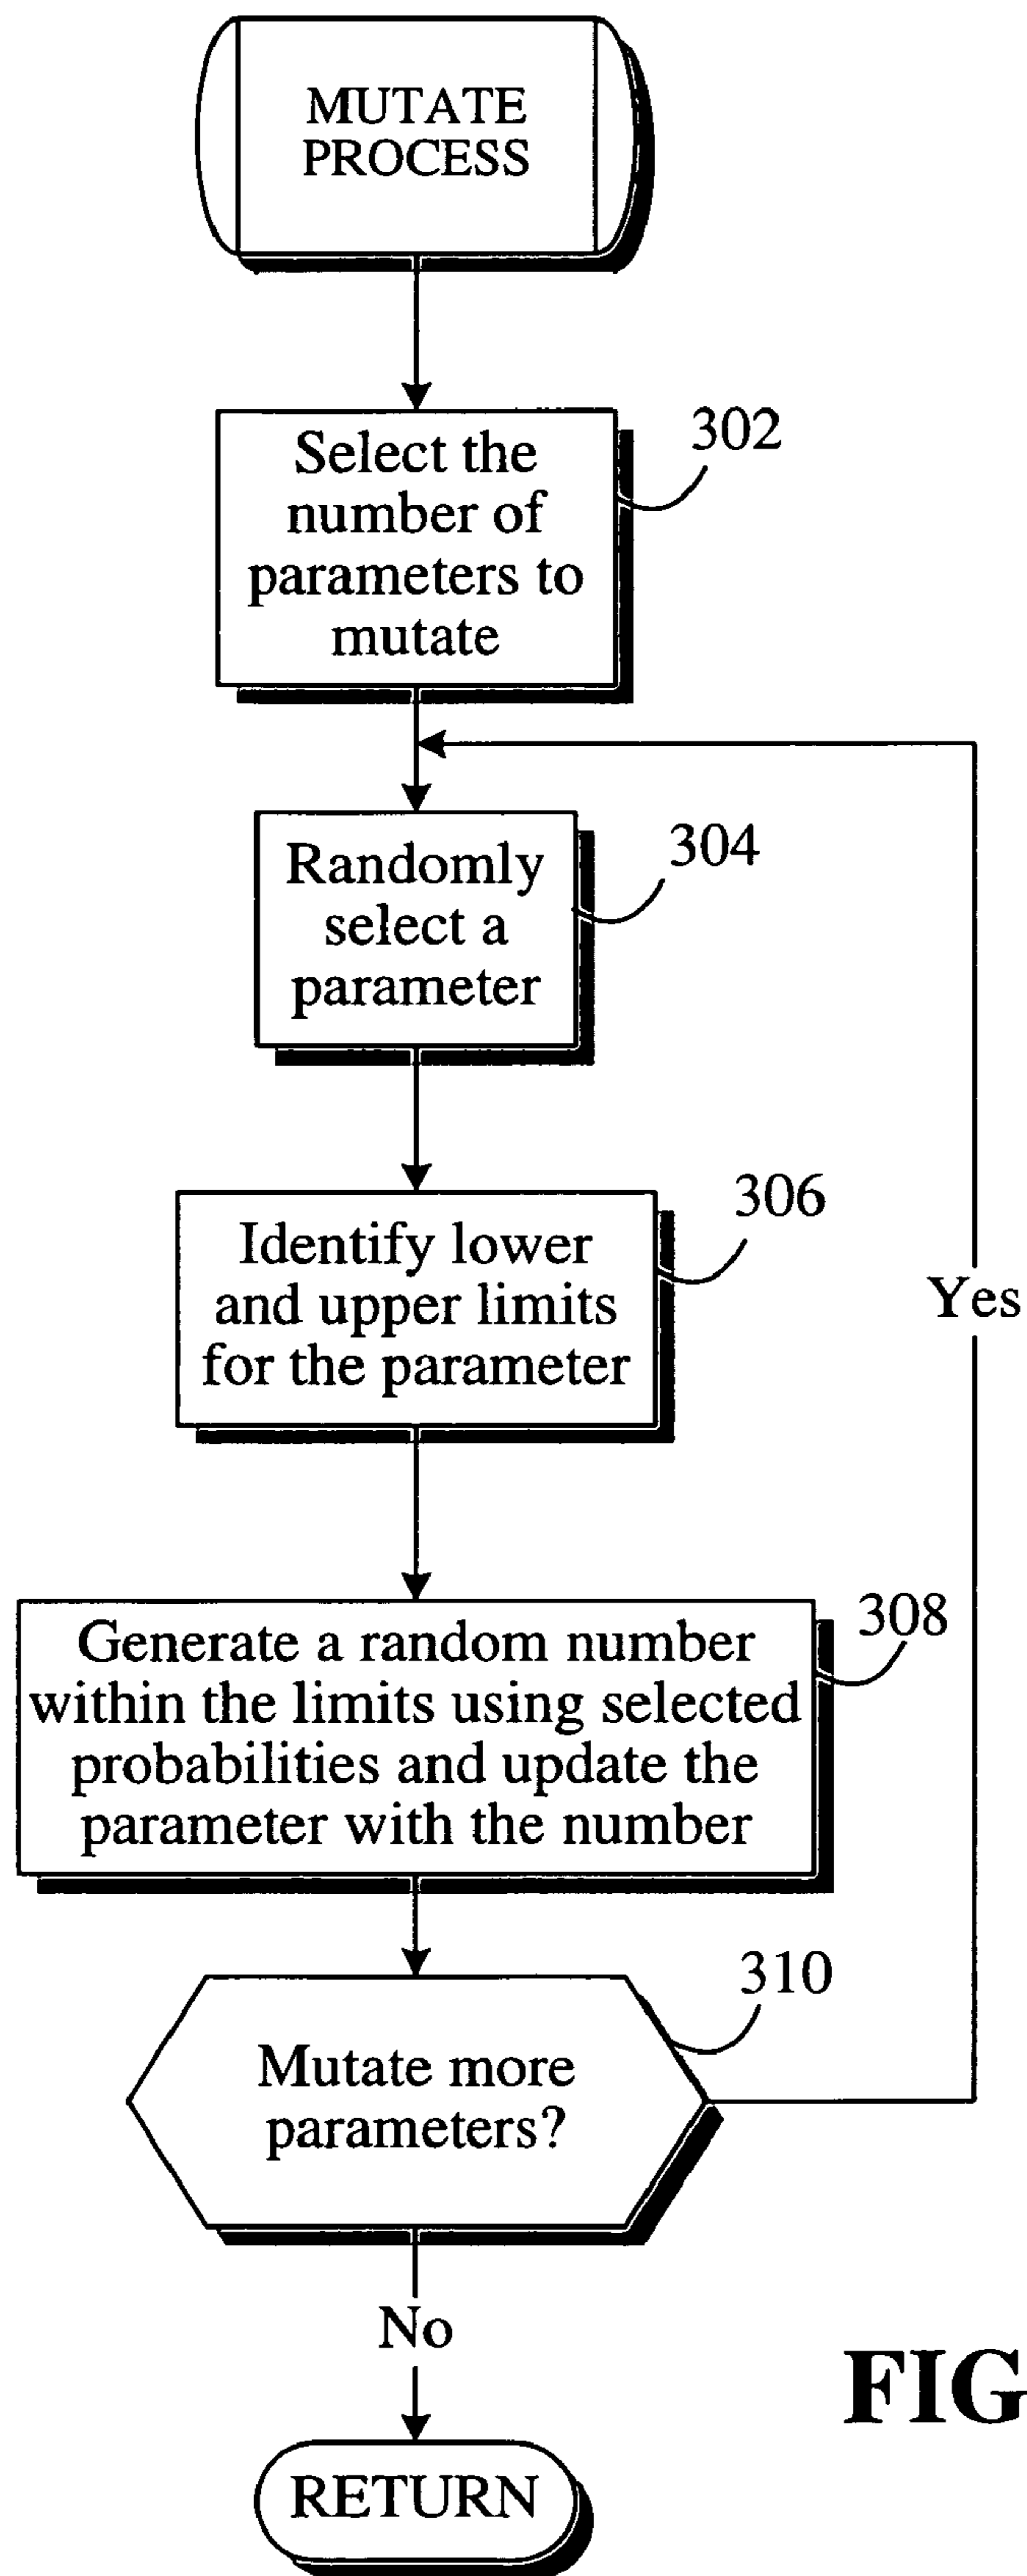 MUTATE
PROCESS
302
Select the
number of
parameters to
mutate
304
Randomly
select a
parameter
306
Identify lower
and upper limits
for the parameter
Yes
308
Generate a random number
within the limits using selected
probabilities and update the
parameter with the number
310
Mutate more
parameters?
No
FIG
RETURN